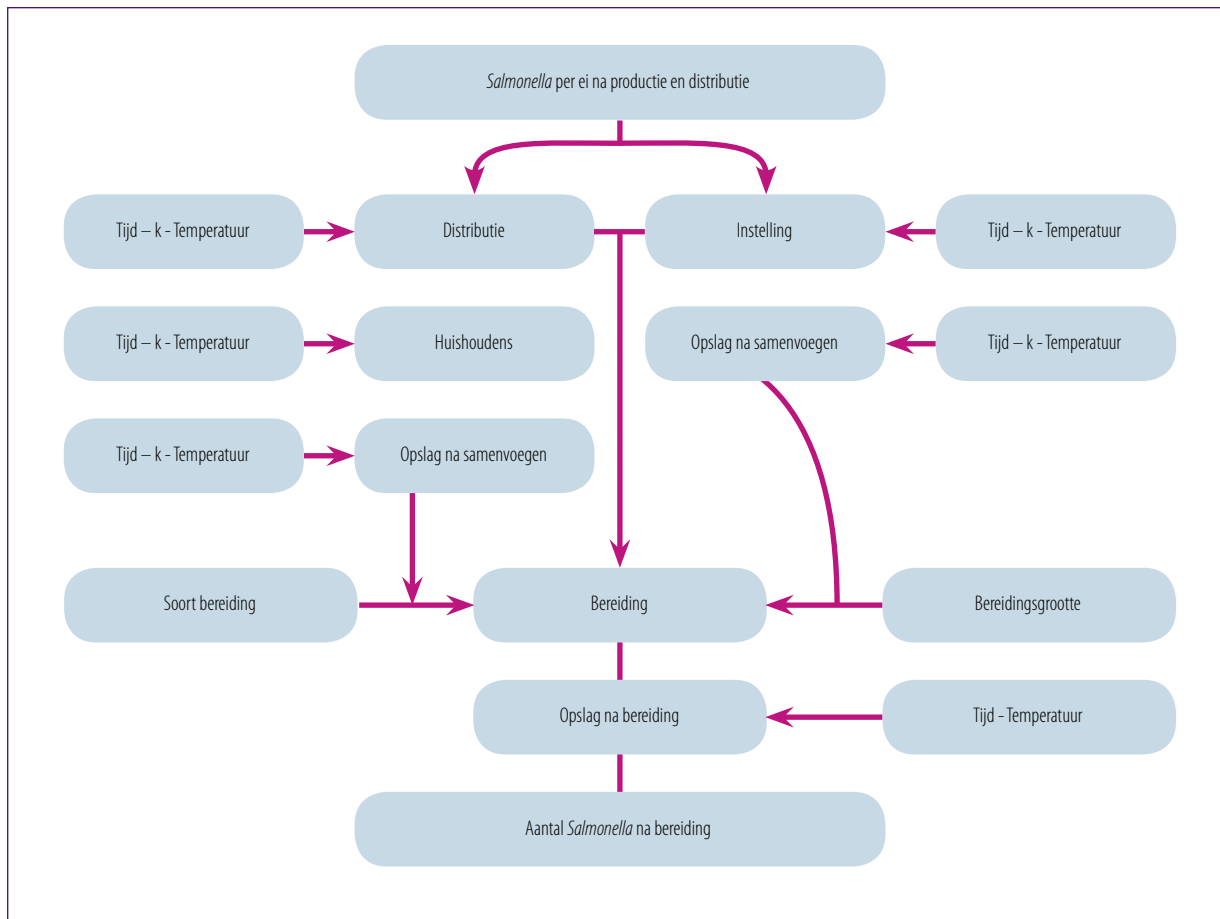 Salmonella per ei na productie en distributie
Tijd – k - Temperatuur
Distributie
Instelling
Tijd – k - Temperatuur
Tijd – k - Temperatuur
Huishoudens
Opslag na samenvoegen
Tijd – k - Temperatuur
Tijd – k - Temperatuur
Opslag na samenvoegen
Soort bereiding
Bereiding
Bereidingsgrootte
Opslag na bereiding
Tijd - Temperatuur
Aantal Salmonella na bereiding